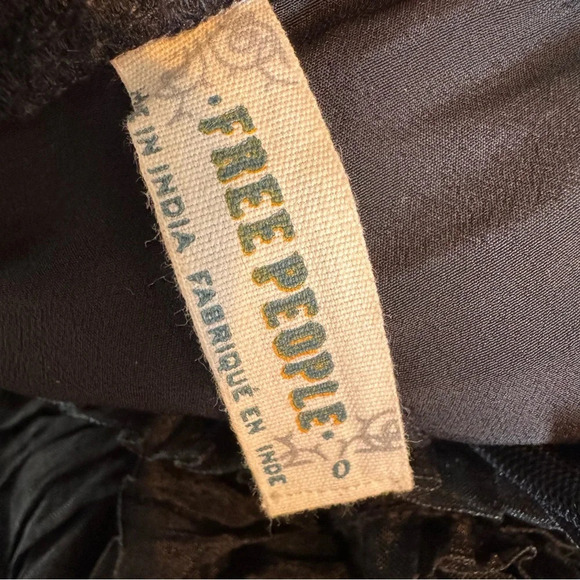 ·FREE PEOPLE·
0
IN INDIA FABRIQUÉ EN INDE